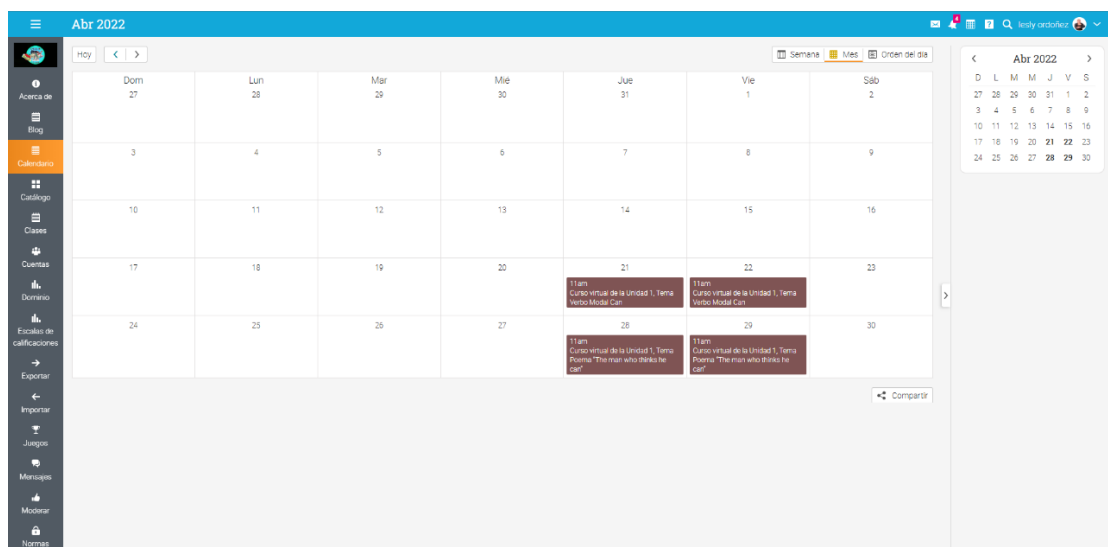 Abr 2022
4
lesly ordoñez
Acerca de
Blog
Calendario
Catálogo
Clases
Cuentas
Dominio
Escalas de
calificaciones
Exportar
Importar
Juegos
Mensajes
Moderar
Normas
Hoy
Semana
Mes
Orden del día
Dom Lun Mar Mié Jue Vie Sáb
27 28 29 30 31 1 2
3 4 5 6 7 8 9
10 11 12 13 14 15 16
17 18 19 20 21 22 23
11am
Curso virtual de la Unidad 1, Tema
Verbo Modal Can
11am
Curso virtual de la Unidad 1, Tema
Verbo Modal Can
24 25 26 27 28 29 30
11am
Curso virtual de la Unidad 1, Tema
Poema "The man who thinks he
can"
11am
Curso virtual de la Unidad 1, Tema
Poema "The man who thinks he
can"
Compartir
Abr 2022
D L M M J V S
27 28 29 30 31 1 2
3 4 5 6 7 8 9
10 11 12 13 14 15 16
17 18 19 20 21 22 23
24 25 26 27 28 29 30